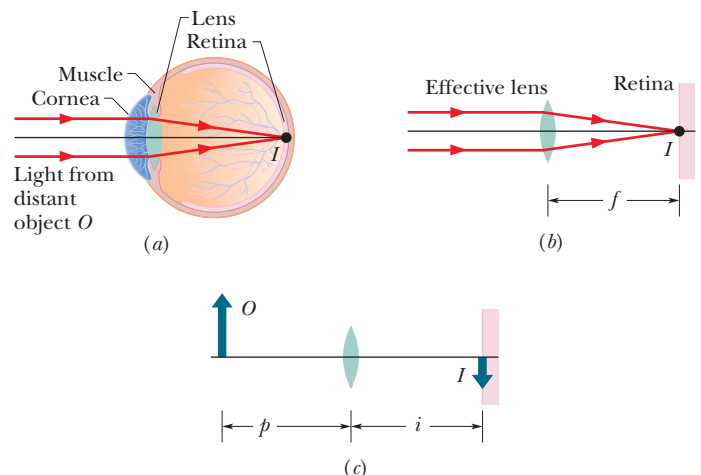 Lens
Retina
Muscle
Cornea
I
Light from
distant
object O
(a)
Effective lens
Retina
I
f
(b)
O
I
p
i
(c)